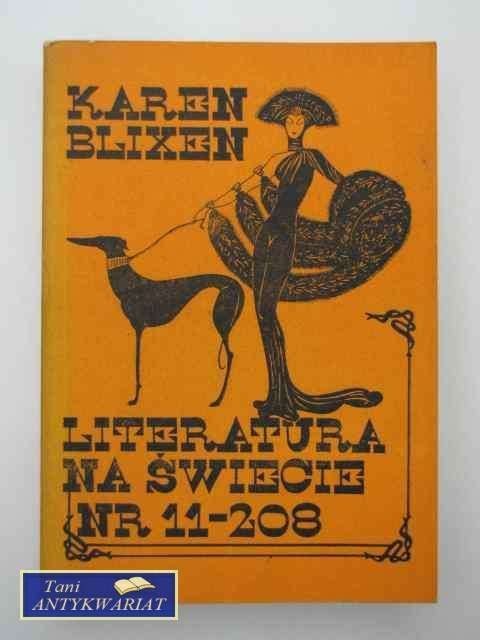 KAREN
BLIXEN
LITERATURA
NA ŚWIECIE
NR 11-208
Tani
ANTYKWARIAT